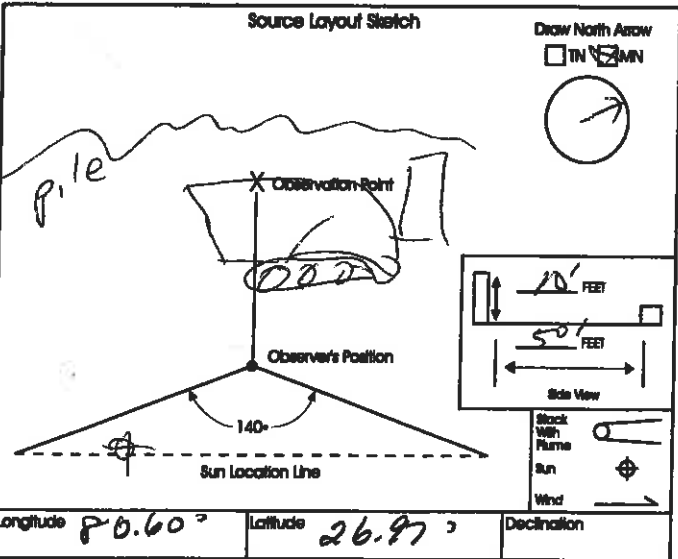 Source Layout Sketch
Draw North Arrow
TN MN
pile
X Observation Point
10' FEET
50' FEET
Side View
Observer's Position
140°
Sun Location Line
Stack
With
Plume
Sun
Wind
Longitude 80.60° Latitude 26.97° Declination